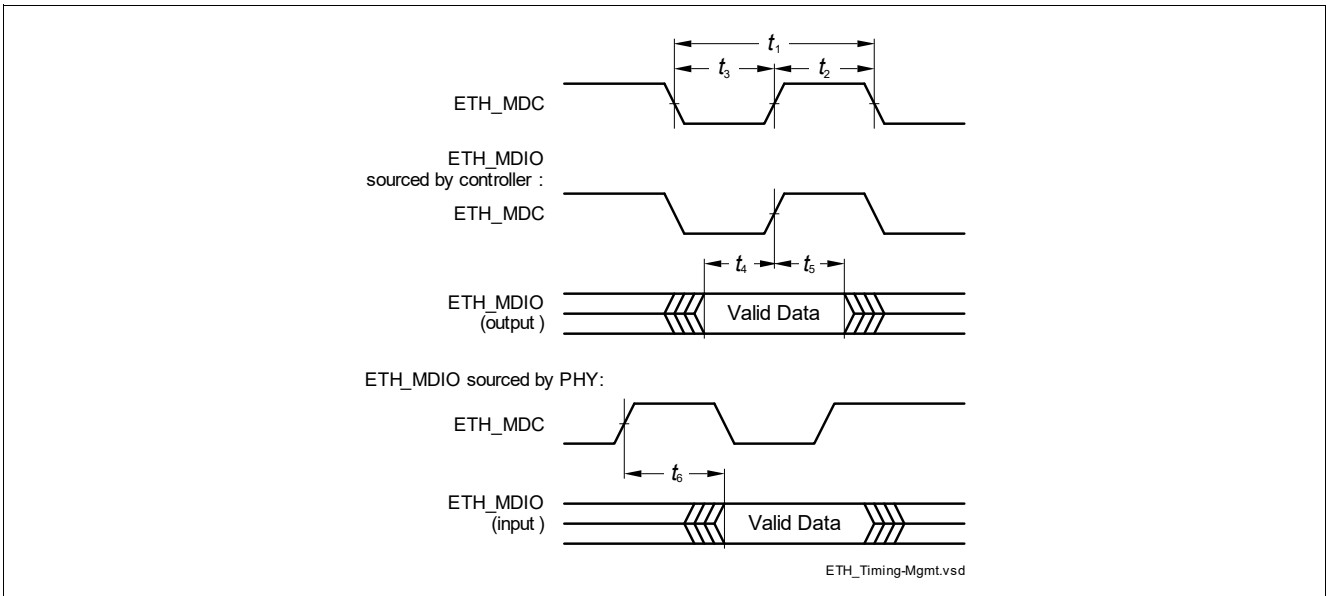 t1
t3 t2
ETH_MDC
ETH_MDIO
sourced by controller :
ETH_MDC
t4 t5
ETH_MDIO
(output )
Valid Data
ETH_MDIO sourced by PHY:
ETH_MDC
t6
ETH_MDIO
(input )
Valid Data
ETH_Timing-Mgmt.vsd